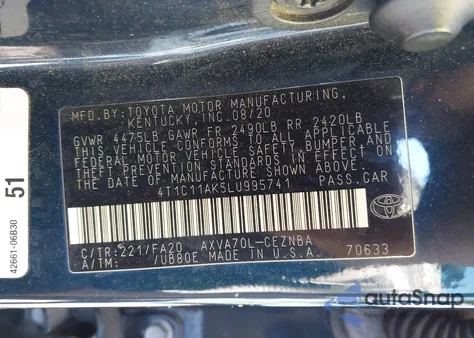 MFD.BY:TOYOTA MOTOR MANUFACTURING,
KENTUCKY, INC. 08/20
GVWR 4475LB GAWR FR 2490LB RR 2420LB
THIS VEHICLE CONFORMS TO ALL APPLICABLE
FEDERAL MOTOR VEHICLE SAFETY, BUMPER, AND
THEFT PREVENTION STANDARDS IN EFFECT ON
THE DATE OF MANUFACTURE SHOWN ABOVE.
4T1C11AK5LU995741 PASS.CAR
C/TR:221/FA20 AXVA70L-CEZNBA
A/TM: /UB80E MADE IN U.S.A. 70633
TOYOTA
42661-06B30 51
autoSnap